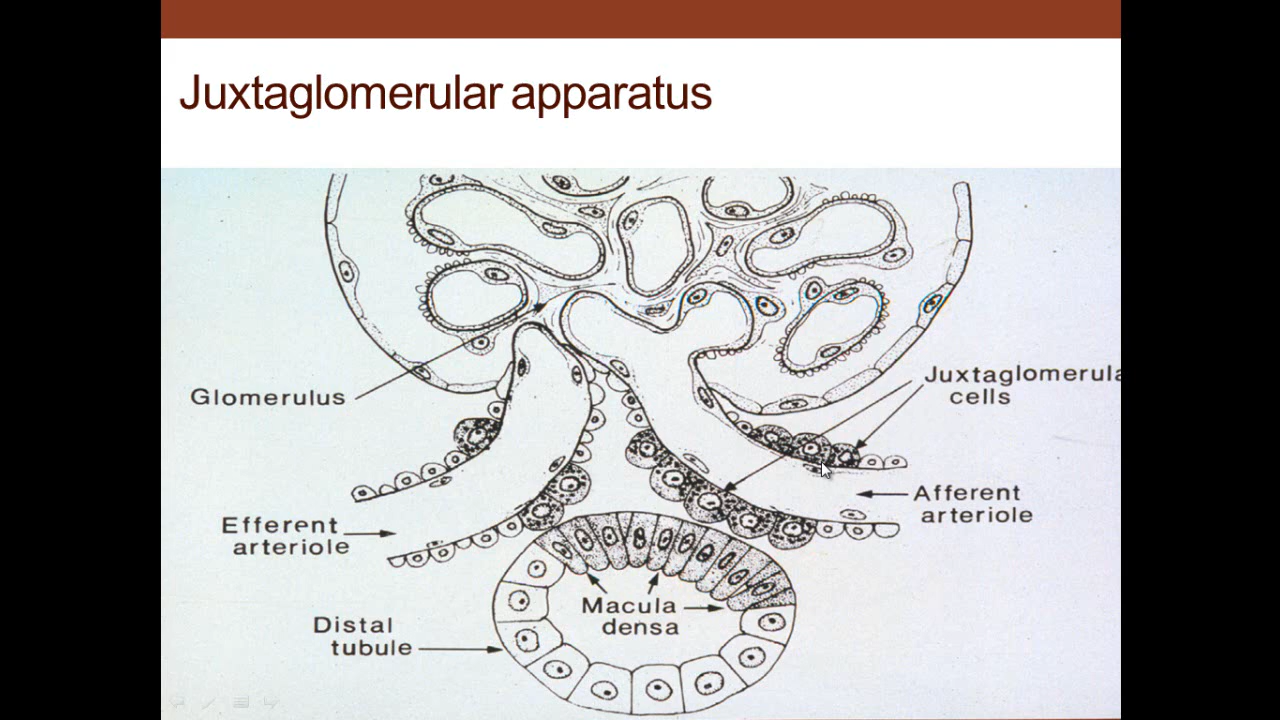 Juxtaglomerular apparatus
Glomerulus
Juxtaglomerula
cells
Efferent
arteriole
Afferent
arteriole
Macula
densa
Distal
tubule